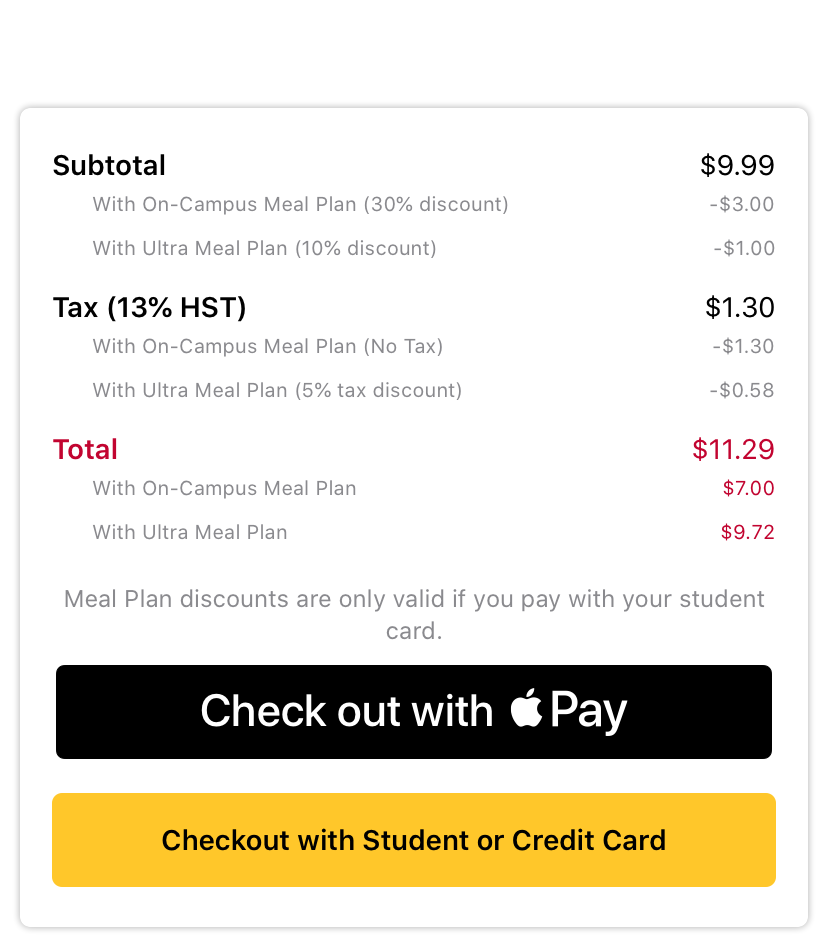 Subtotal $9.99
With On-Campus Meal Plan (30% discount) -$3.00
With Ultra Meal Plan (10% discount) -$1.00
Tax (13% HST) $1.30
With On-Campus Meal Plan (No Tax) -$1.30
With Ultra Meal Plan (5% tax discount) -$0.58
Total $11.29
With On-Campus Meal Plan $7.00
With Ultra Meal Plan $9.72
Meal Plan discounts are only valid if you pay with your student
card.
Check out with Pay
Checkout with Student or Credit Card